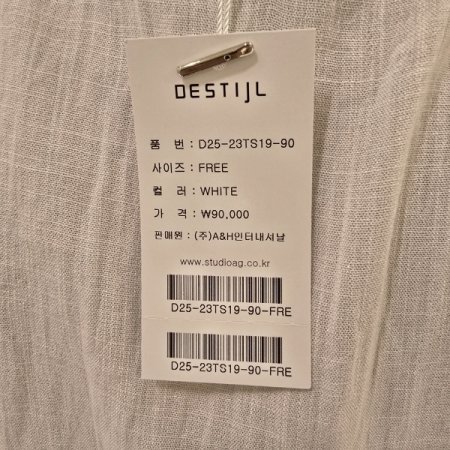 DESTIJL
품 번 : D25-23TS19-90
사이즈 : FREE
컬 러 : WHITE
가 격 : ₩90,000
판매원 : (주)A&H인터내셔날
www.studioag.co.kr
D25-23TS19-90-FRE
D25-23TS19-90-FRE